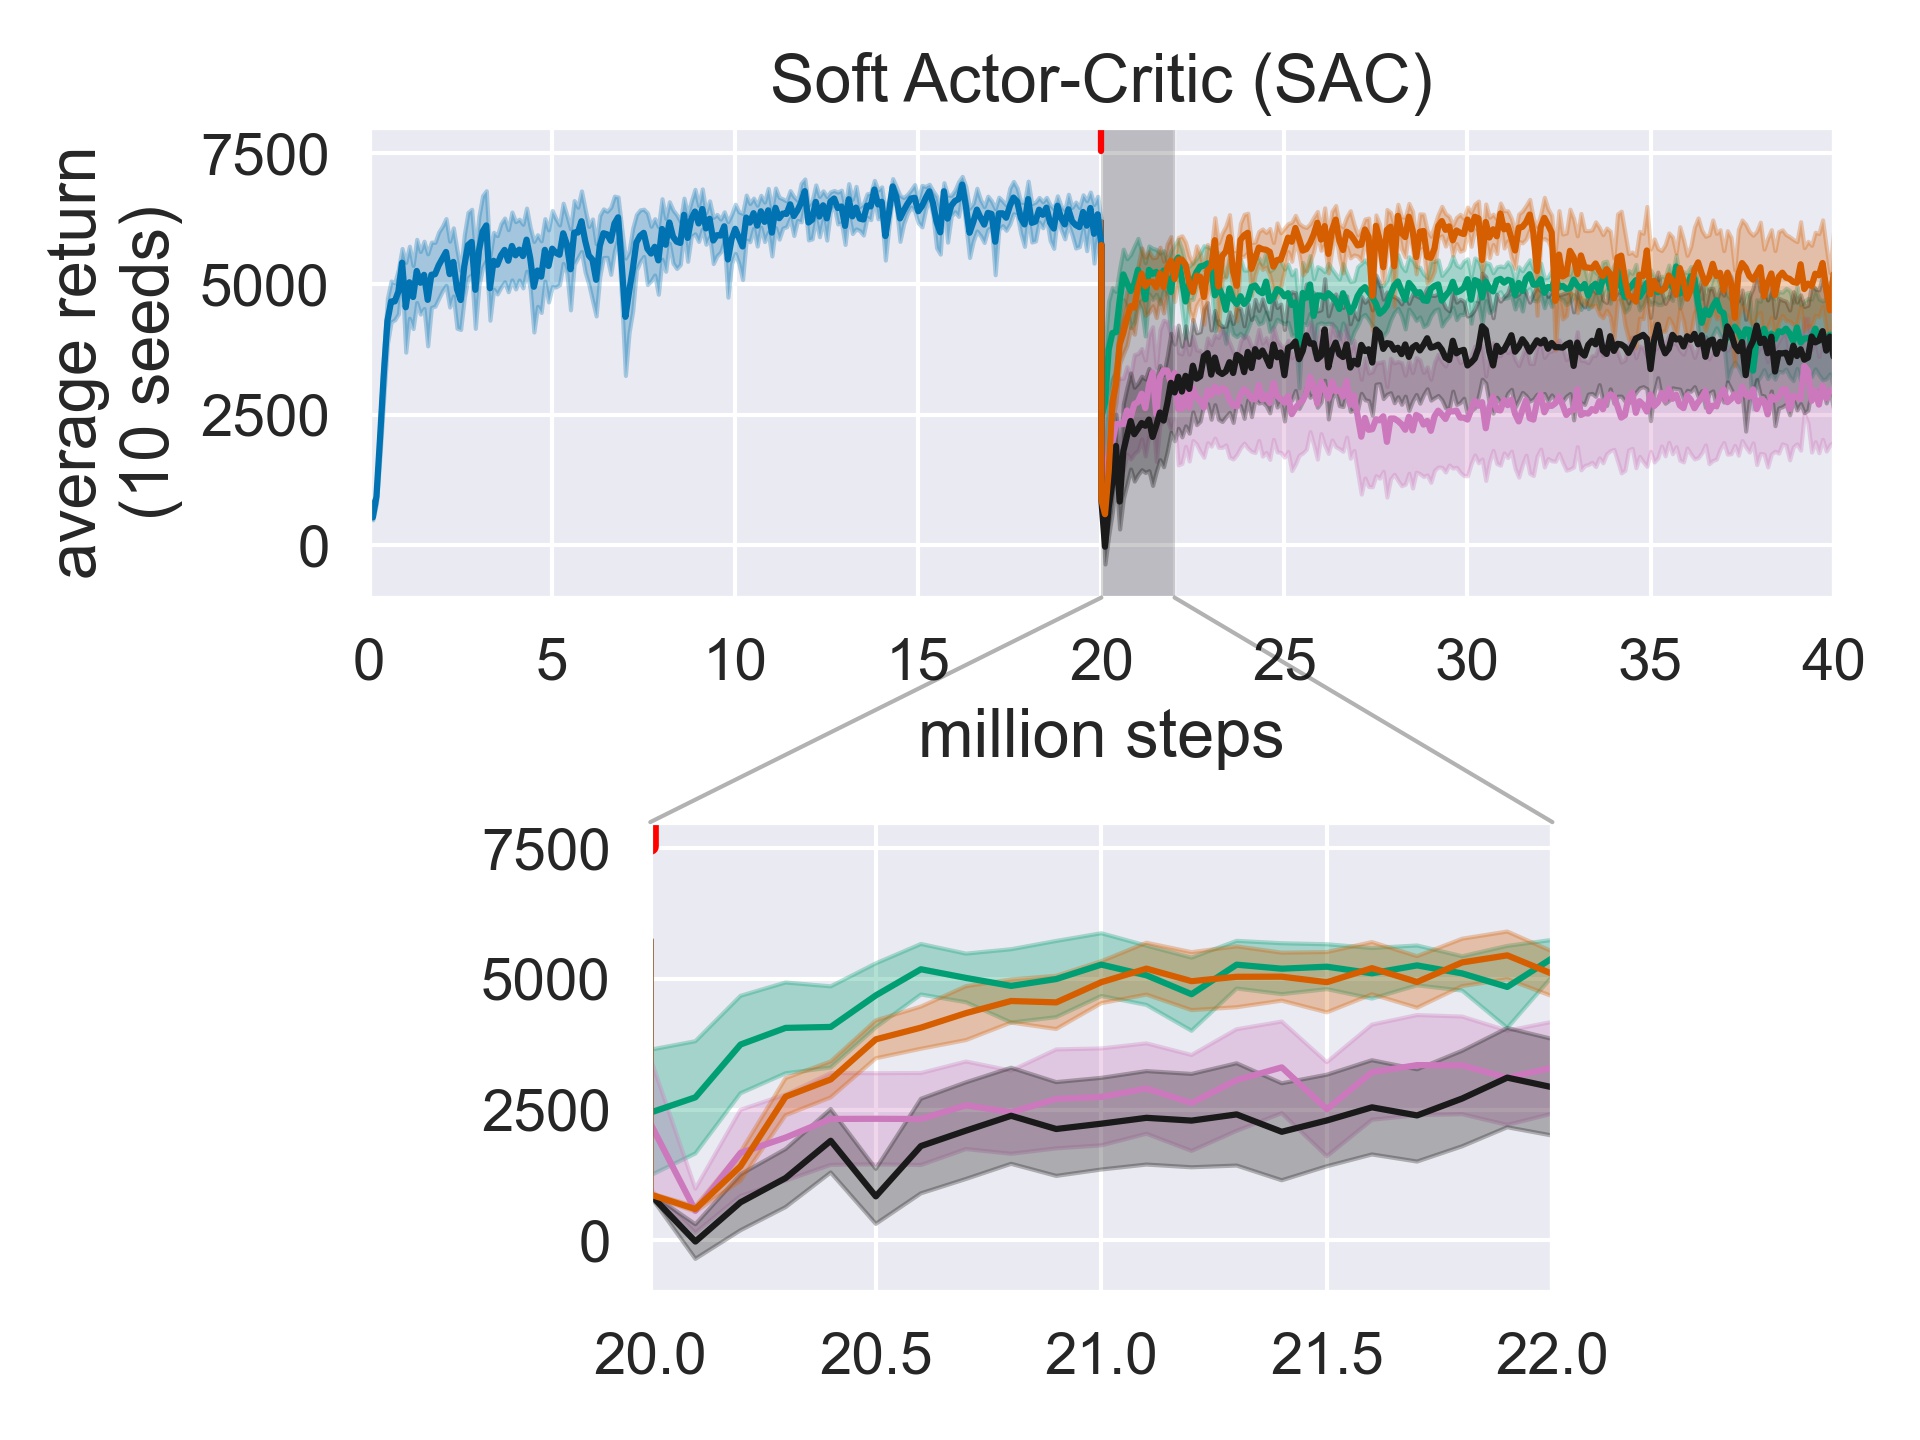 Soft Actor-Critic (SAC)
average return
(10 seeds)
7500
5000
2500
0
0 5 10 15 20 25 30 35 40
million steps
7500
5000
2500
0
20.0 20.5 21.0 21.5 22.0